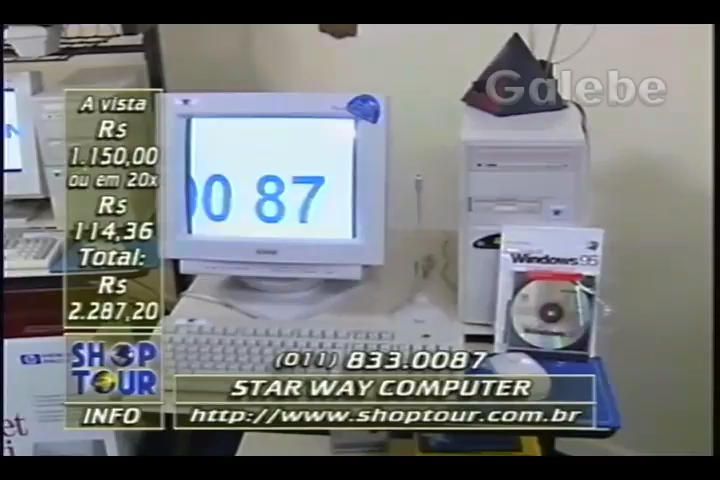 Galebe
A vista
Rs
1.150,00
ou em 20x
Rs
114,36
Total:
Rs
2.287,20
00 87
Windows 95
SHOP
TOUR
INFO
(011) 833.0087
STAR WAY COMPUTER
http://www.shoptour.com.br
hp